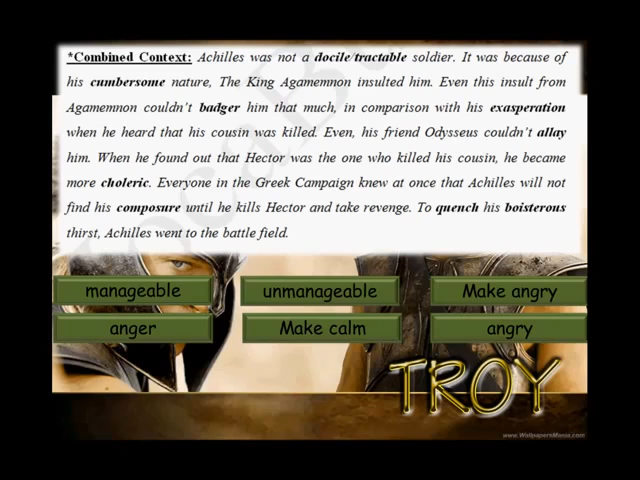 *Combined Context: Achilles was not a docile/tractable soldier. It was because of
his cumbersome nature, The King Agamemnon insulted him. Even this insult from
Agamemnon couldn't badger him that much, in comparison with his exasperation
when he heard that his cousin was killed. Even, his friend Odysseus couldn't allay
him. When he found out that Hector was the one who killed his cousin, he became
more choleric. Everyone in the Greek Campaign knew at once that Achilles will not
find his composure until he kills Hector and take revenge. To quench his boisterous
thirst, Achilles went to the battle field.
manageable unmanageable Make angry
anger Make calm angry
TROY
www.WallpapersMania.com